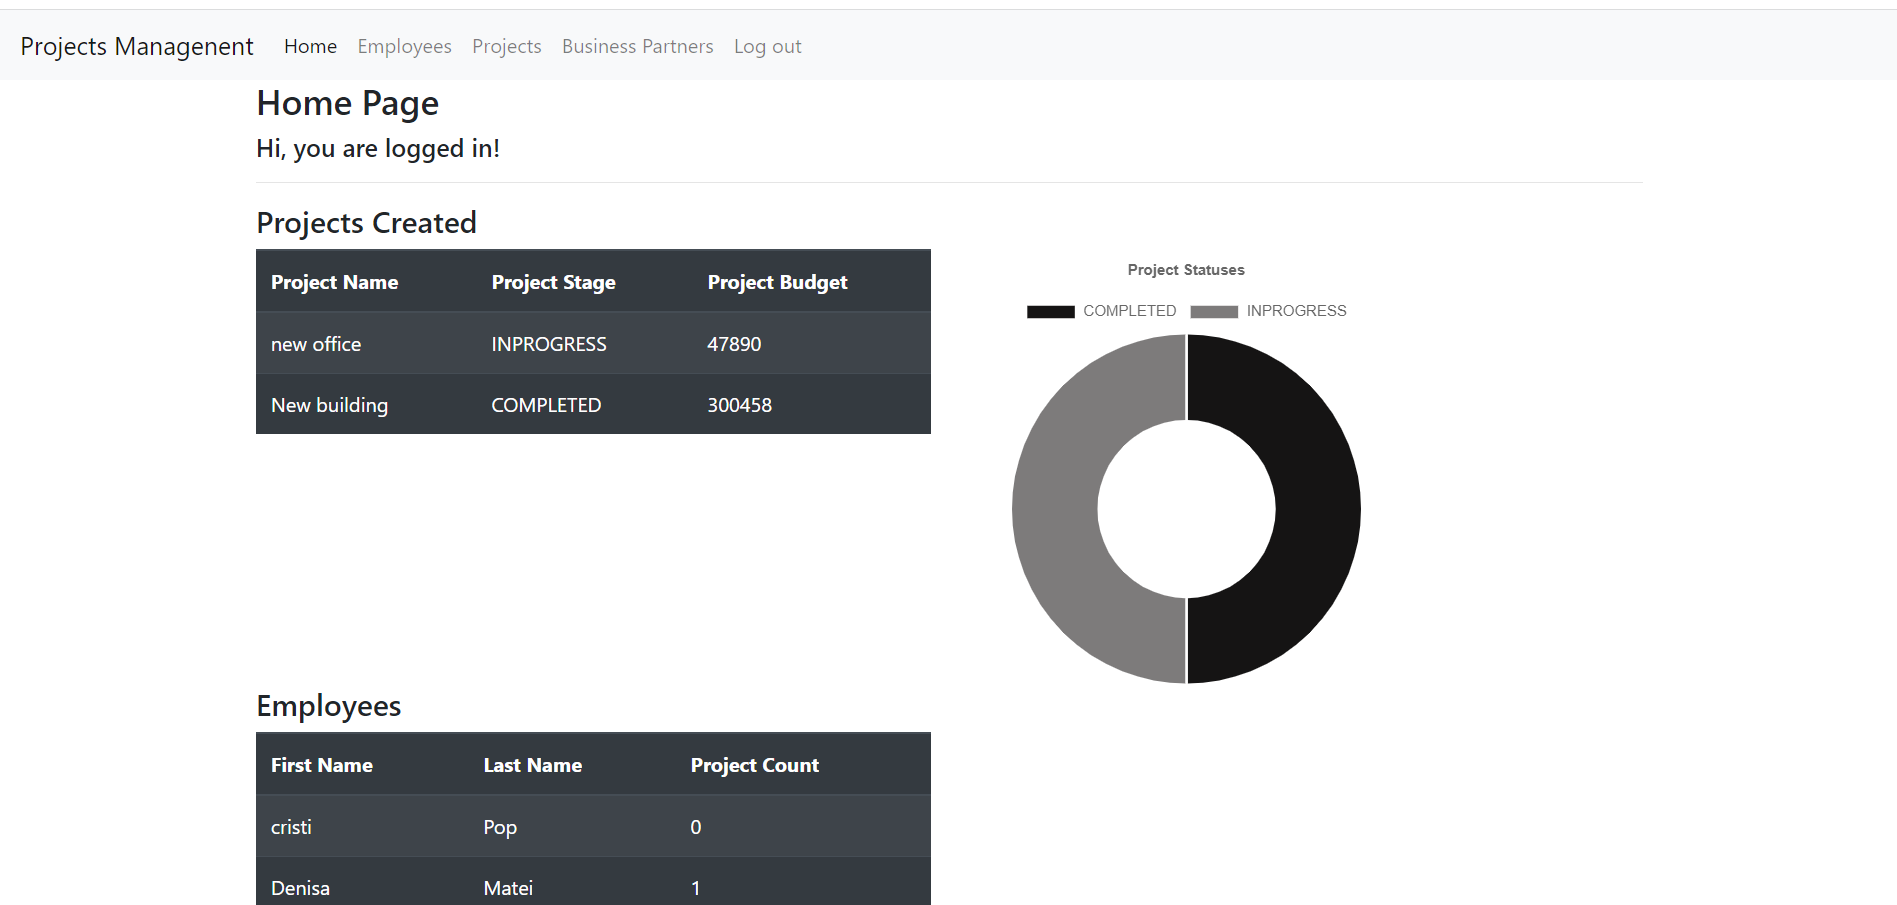 Projects Managenent Home Employees Projects Business Partners Log out
Home Page
Hi, you are logged in!
Projects Created
Project Name Project Stage Project Budget
new office INPROGRESS 47890
New building COMPLETED 300458
Project Statuses
COMPLETED INPROGRESS
Employees
First Name Last Name Project Count
cristi Pop 0
Denisa Matei 1